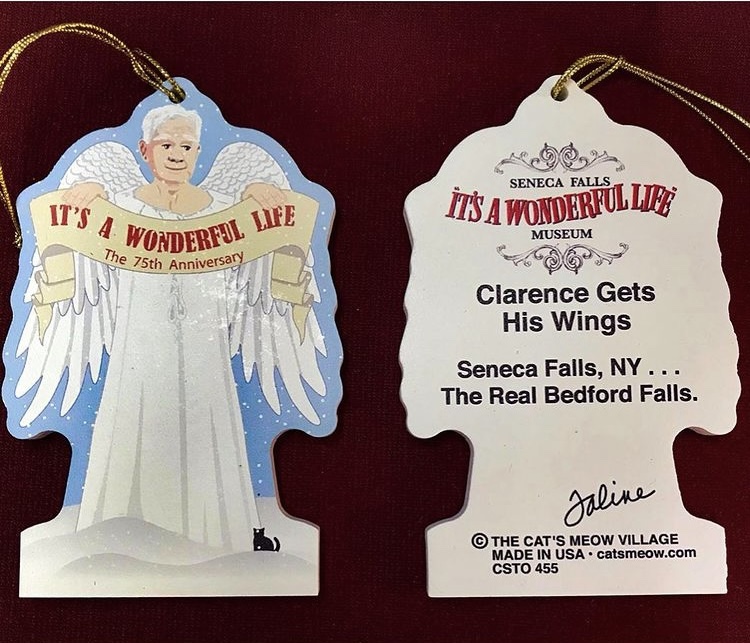 IT'S A WONDERFUL LIFE
The 75th Anniversary
SENECA FALLS
IT'S A WONDERFUL LIFE
MUSEUM
Clarence Gets
His Wings
Seneca Falls, NY . . .
The Real Bedford Falls.
Jaline
© THE CAT'S MEOW VILLAGE
MADE IN USA • catsmeow.com
CSTO 455